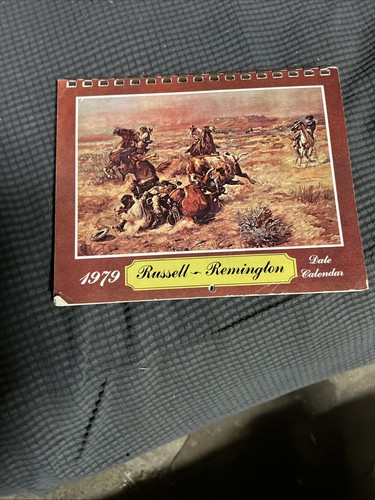 1979
Russell - Remington
Date
Calendar